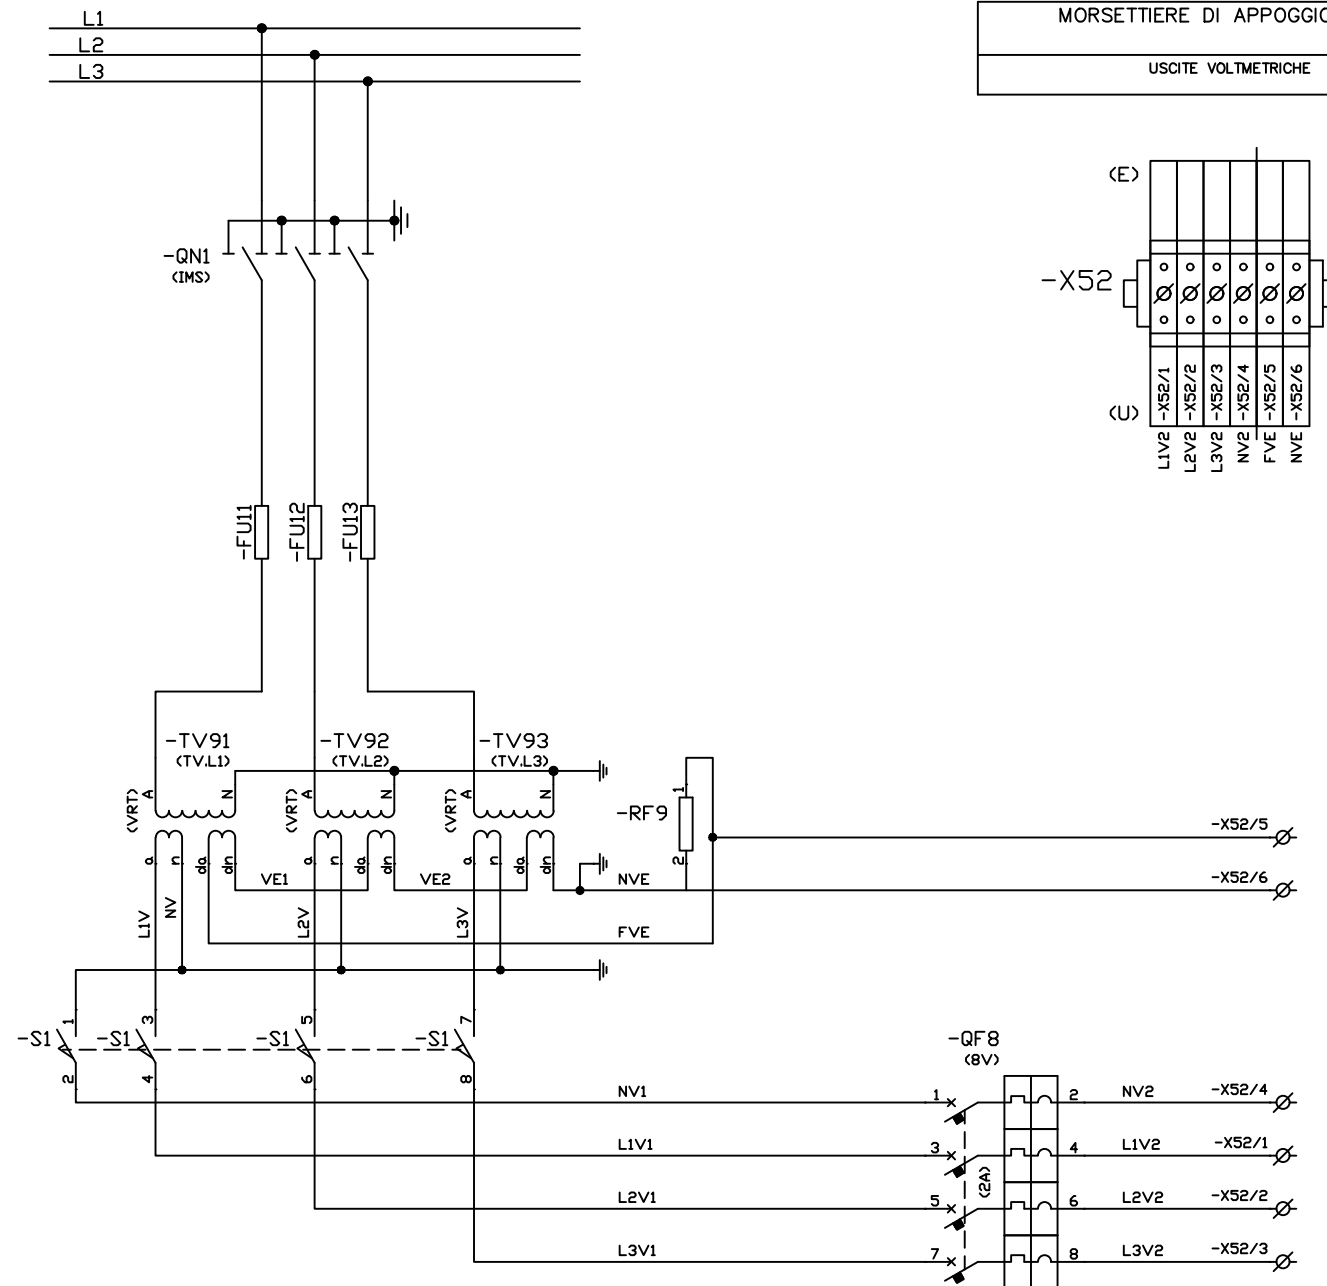 L1
L2
L3
MORSETTIERE DI APPOGGIO
USCITE VOLTMETRICHE
(E)
-QN1
(IMS)
-X52
(U)
-X52/1
-X52/2
-X52/3
-X52/4
-X52/5
-X52/6
L1V2
L2V2
L3V2
NV2
FVE
NVE
-FU11
-FU12
-FU13
-TV91
(TV.L1)
-TV92
(TV.L2)
-TV93
(TV.L3)
(VRT)
A
N
(VRT)
A
N
(VRT)
A
N
-RF9
1
2
a
n
da
dn
a
n
da
dn
a
n
da
dn
VE1
VE2
NVE
-X52/5
-X52/6
L1V
NV
L2V
L3V
FVE
-S1
1
2
-S1
3
4
-S1
5
6
-S1
7
8
-QF8
(8V)
(2A)
NV1
1
2
NV2
-X52/4
L1V1
3
4
L1V2
-X52/1
L2V1
5
6
L2V2
-X52/2
L3V1
7
8
L3V2
-X52/3